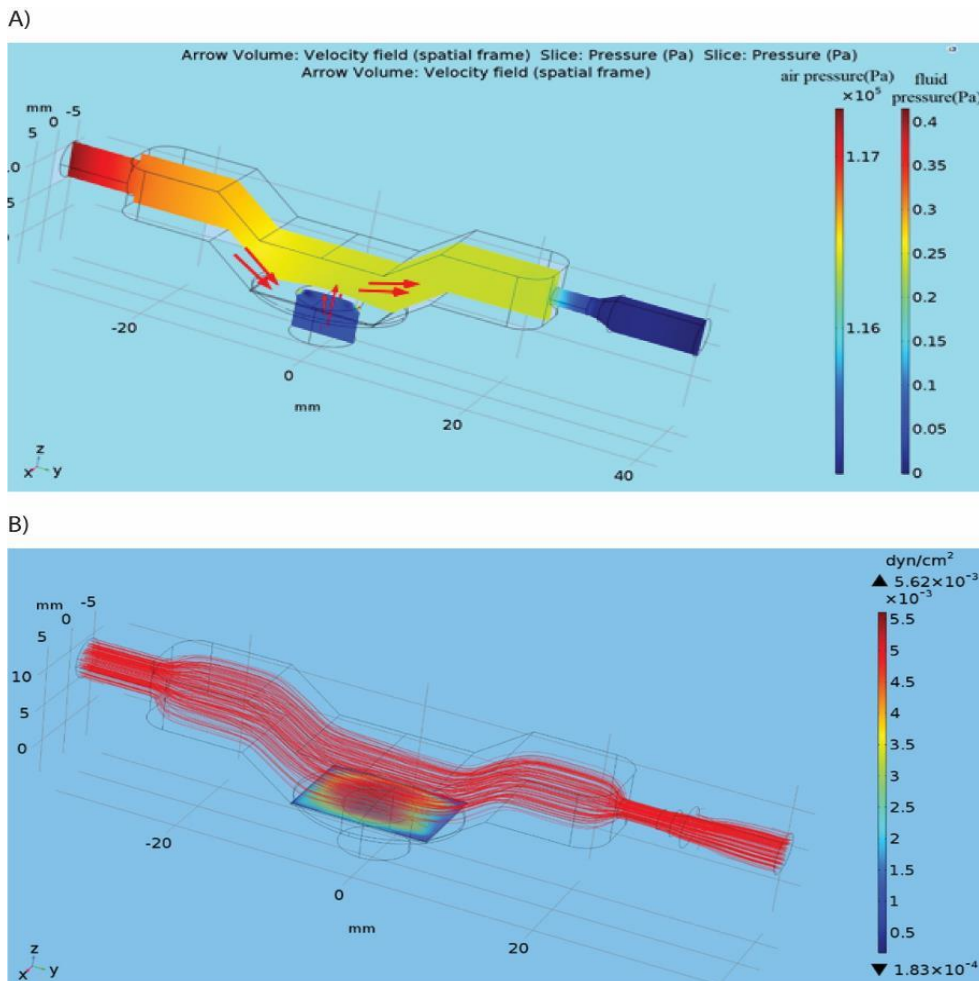 A)
Arrow Volume: Velocity field (spatial frame) Slice: Pressure (Pa) Slice: Pressure (Pa)
Arrow Volume: Velocity field (spatial frame)
air pressure(Pa)
fluid pressure(Pa)
×10⁵
1.17
1.16
0.4
0.35
0.3
0.25
0.2
0.15
0.1
0.05
0
mm
-5
0
5
-20
0
mm
20
40
z
x
y
B)
dyn/cm²
▲ 5.62×10⁻³
×10⁻³
5.5
5
4.5
4
3.5
3
2.5
2
1.5
1
0.5
▼ 1.83×10⁻⁴
mm
-5
0
5
10
5
0
-20
0
mm
20
z
x
y